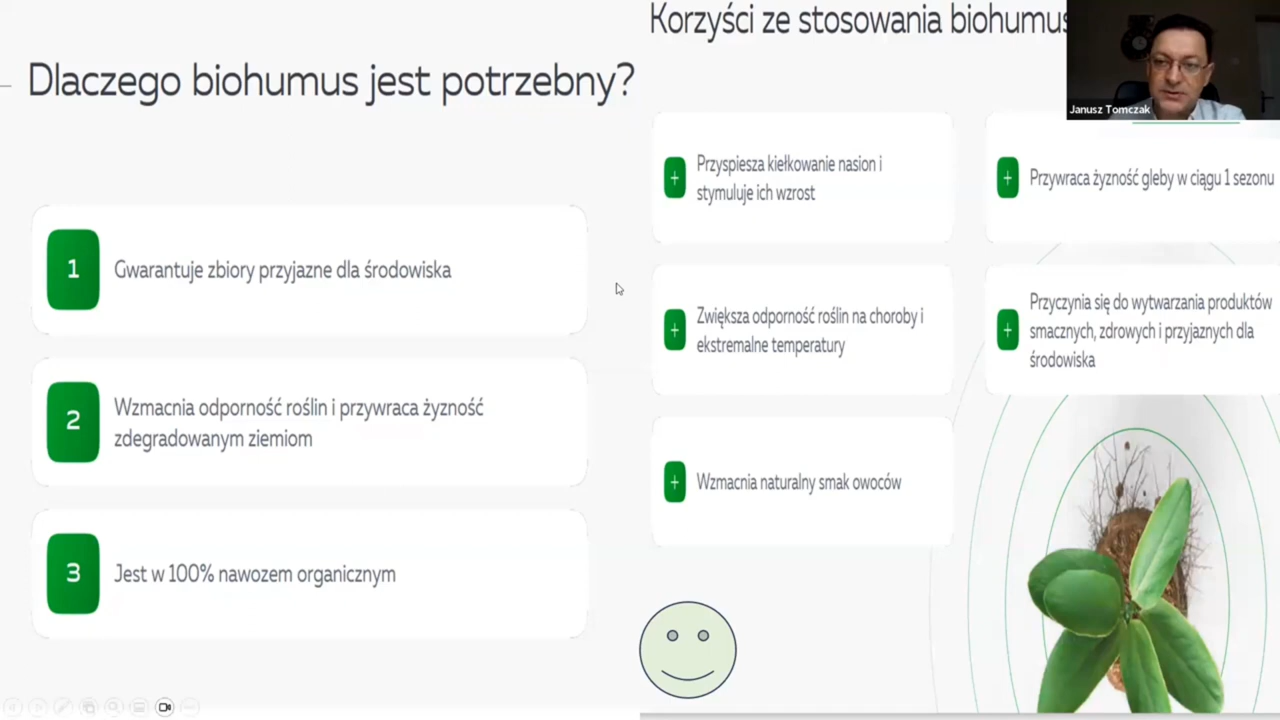 Dlaczego biohumus jest potrzebny?
1
Gwarantuje zbiory przyjazne dla środowiska
2
Wzmacnia odporność roślin i przywraca żyzność
zdegradowanym ziemiom
3
Jest w 100% nawozem organicznym
Korzyści ze stosowania biohumus
+
Przyspiesza kiełkowanie nasion i
stymuluje ich wzrost
+
Przywraca żyzność gleby w ciągu 1 sezonu
+
Zwiększa odporność roślin na choroby i
ekstremalne temperatury
+
Przyczynia się do wytwarzania produktów
smacznych, zdrowych i przyjaznych dla
środowiska
+
Wzmacnia naturalny smak owoców
Janusz Tomczak